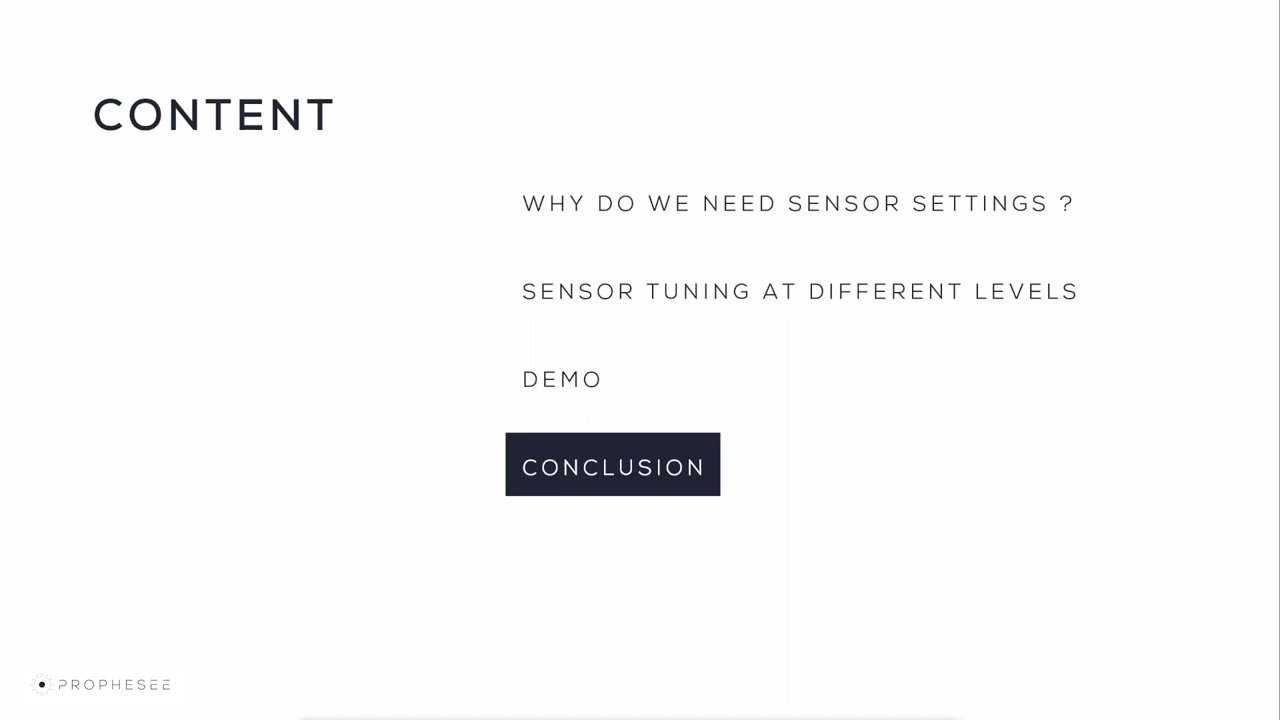 CONTENT
WHY DO WE NEED SENSOR SETTINGS ?
SENSOR TUNING AT DIFFERENT LEVELS
DEMO
CONCLUSION
PROPHESEE